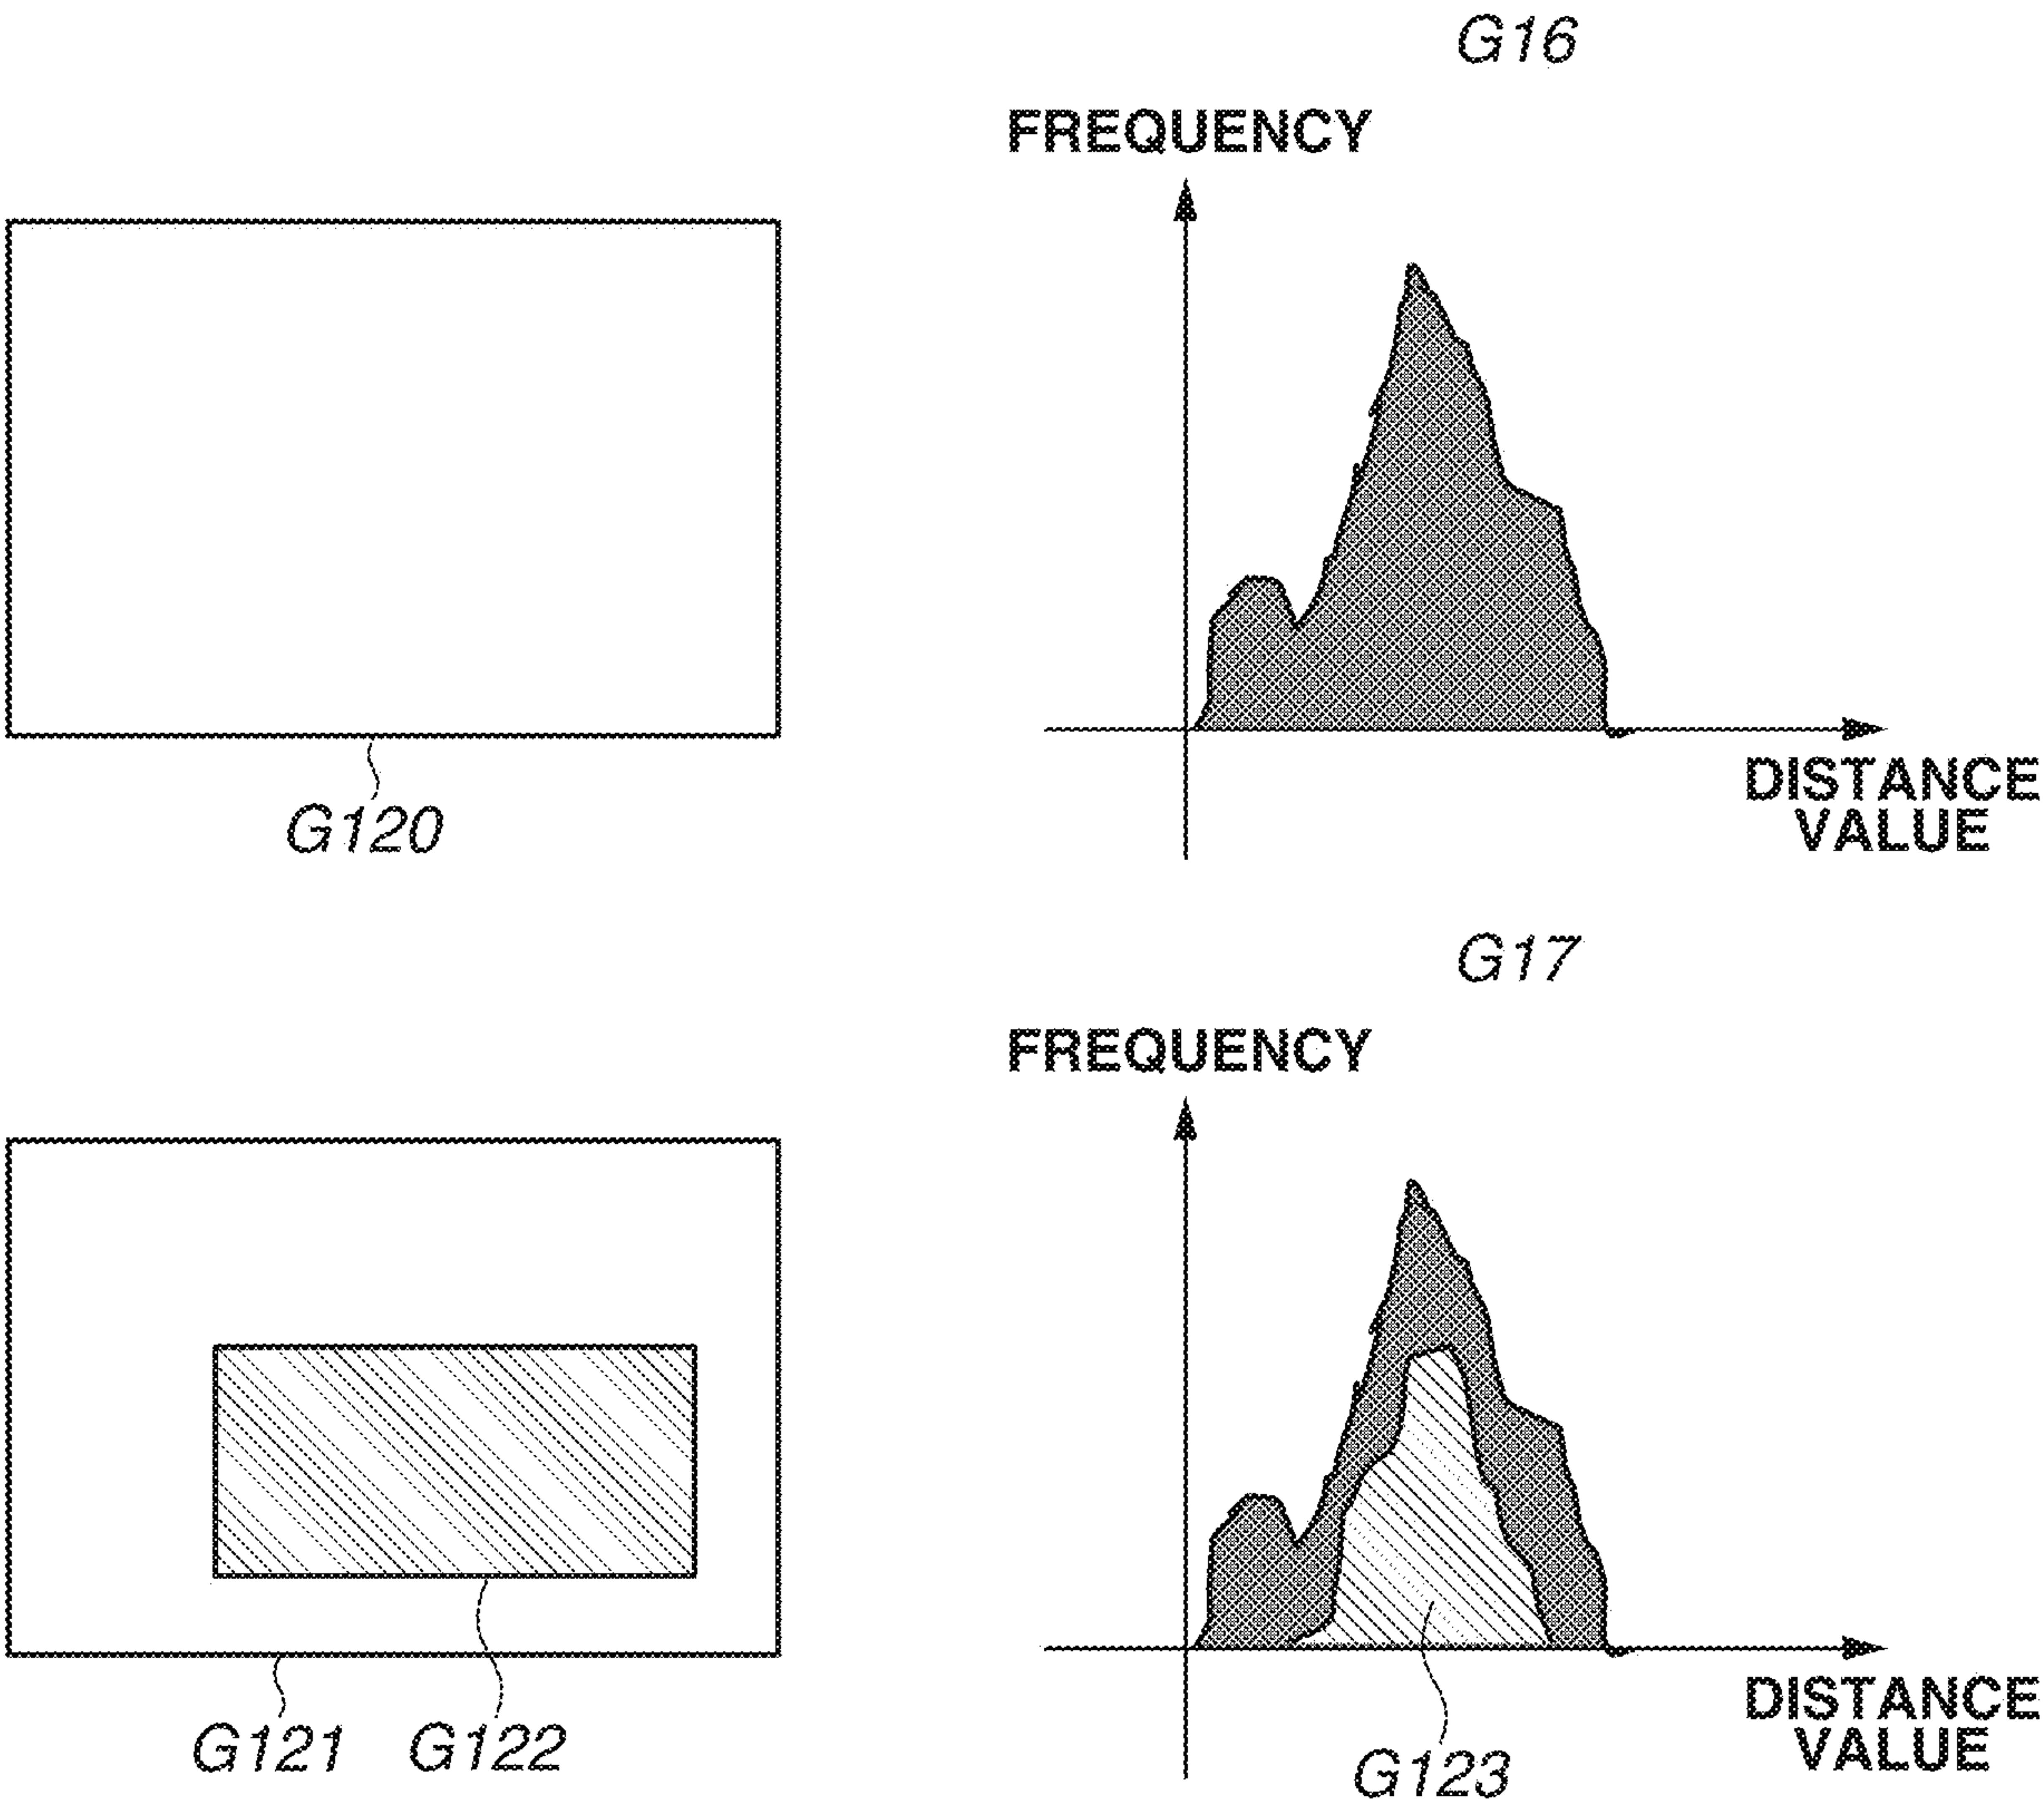 G16
FREQUENCY
DISTANCE
VALUE
G120
G17
FREQUENCY
DISTANCE
VALUE
G121
G122
G123